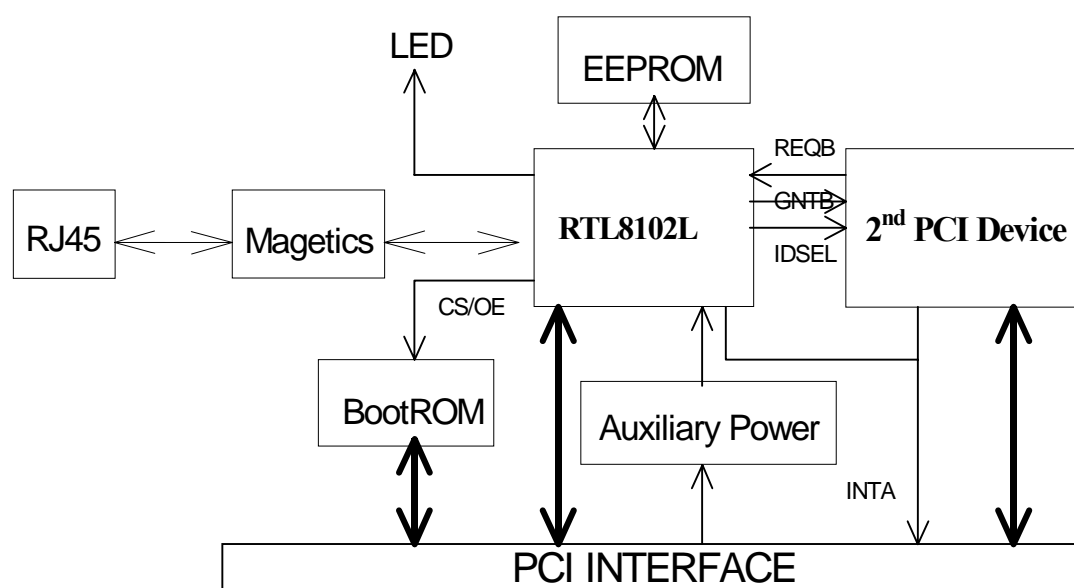 LED
EEPROM
REQB
GNTB
IDSEL
RJ45
Magetics
RTL8102L
2nd PCI Device
CS/OE
BootROM
Auxiliary Power
INTA
PCI INTERFACE